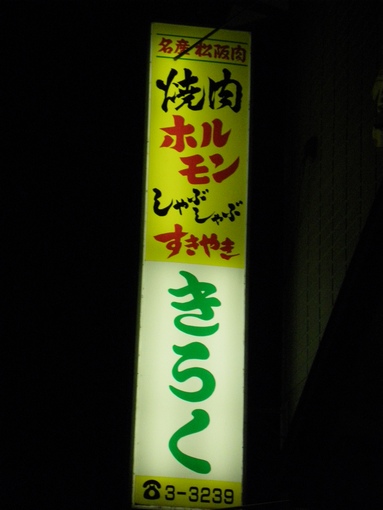 名産 松阪肉
焼肉
ホル
モン
しゃぶ
しゃぶ
すきやき
きらく
☎3-3239